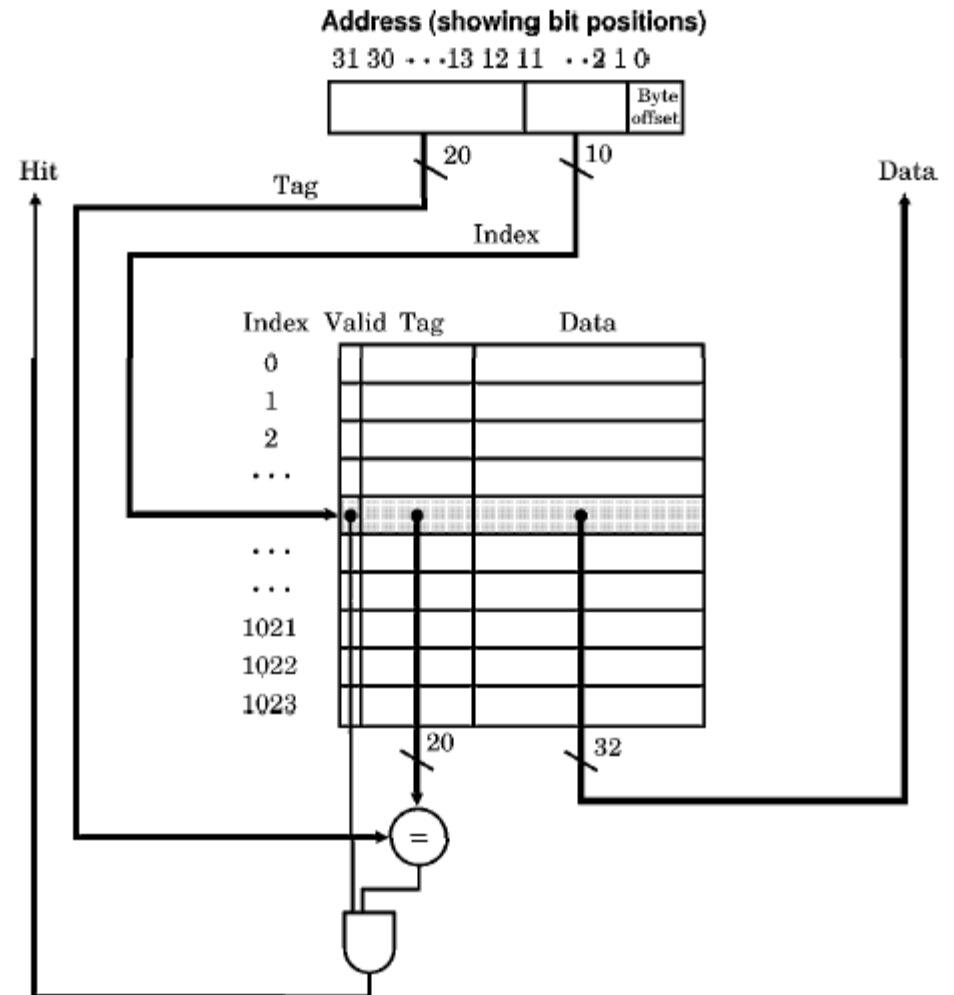 Address (showing bit positions)
31 30 · · · 13 12 11 · · 2 1 0
Byte
offset
20
10
Hit
Data
Tag
Index
Index Valid Tag Data
0
1
2
· · ·
· · ·
· · ·
1021
1022
1023
20
32
=